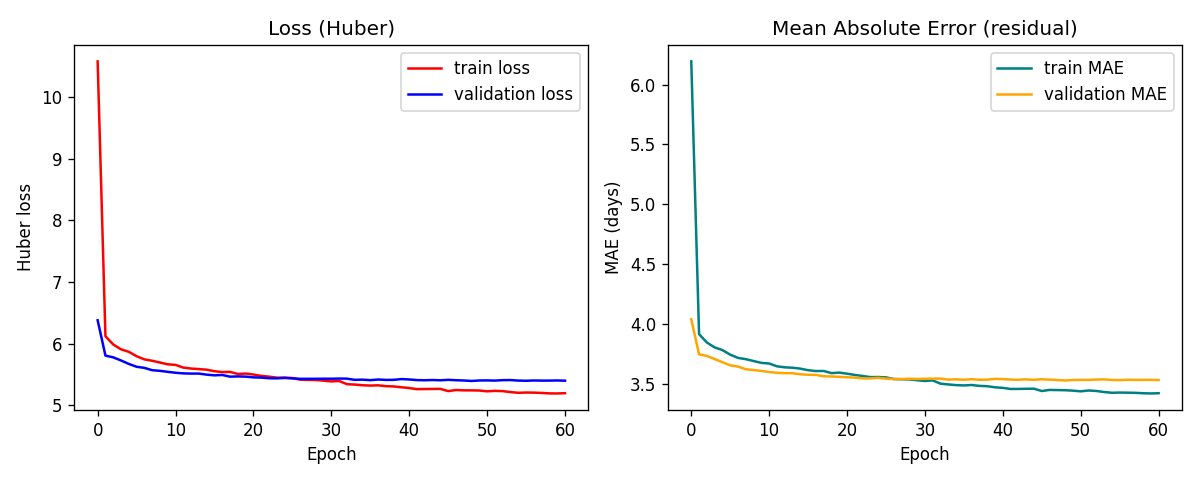 Loss (Huber)
train loss
validation loss
Huber loss
10
9
8
7
6
5
0 10 20 30 40 50 60
Epoch
Mean Absolute Error (residual)
train MAE
validation MAE
MAE (days)
6.0
5.5
5.0
4.5
4.0
3.5
0 10 20 30 40 50 60
Epoch